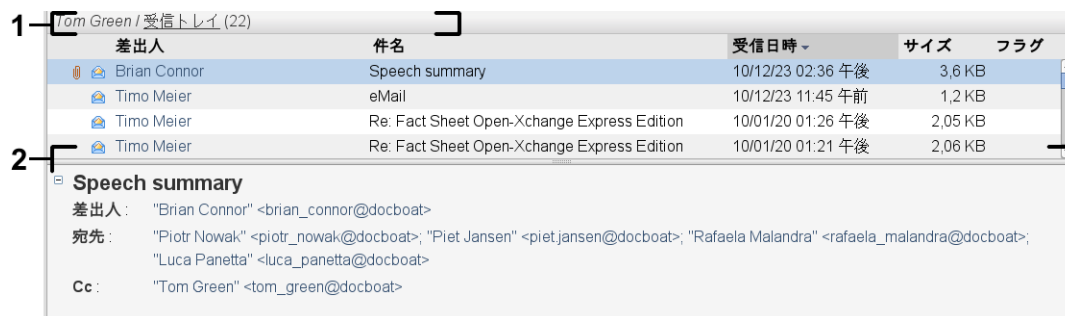 1
Tom Green / 受信トレイ (22)
差出人 件名 受信日時 サイズ フラグ
Brian Connor Speech summary 10/12/23 02:36 午後 3,6 KB
Timo Meier eMail 10/12/23 11:45 午前 1,2 KB
Timo Meier Re: Fact Sheet Open-Xchange Express Edition 10/01/20 01:26 午後 2,05 KB
Timo Meier Re: Fact Sheet Open-Xchange Express Edition 10/01/20 01:21 午後 2,06 KB
2
Speech summary
差出人 : "Brian Connor" <brian_connor@docboat>
宛先 : "Piotr Nowak" <piotr_nowak@docboat>; "Piet Jansen" <piet.jansen@docboat>; "Rafaela Malandra" <rafaela_malandra@docboat>;
"Luca Panetta" <luca_panetta@docboat>
Cc : "Tom Green" <tom_green@docboat>